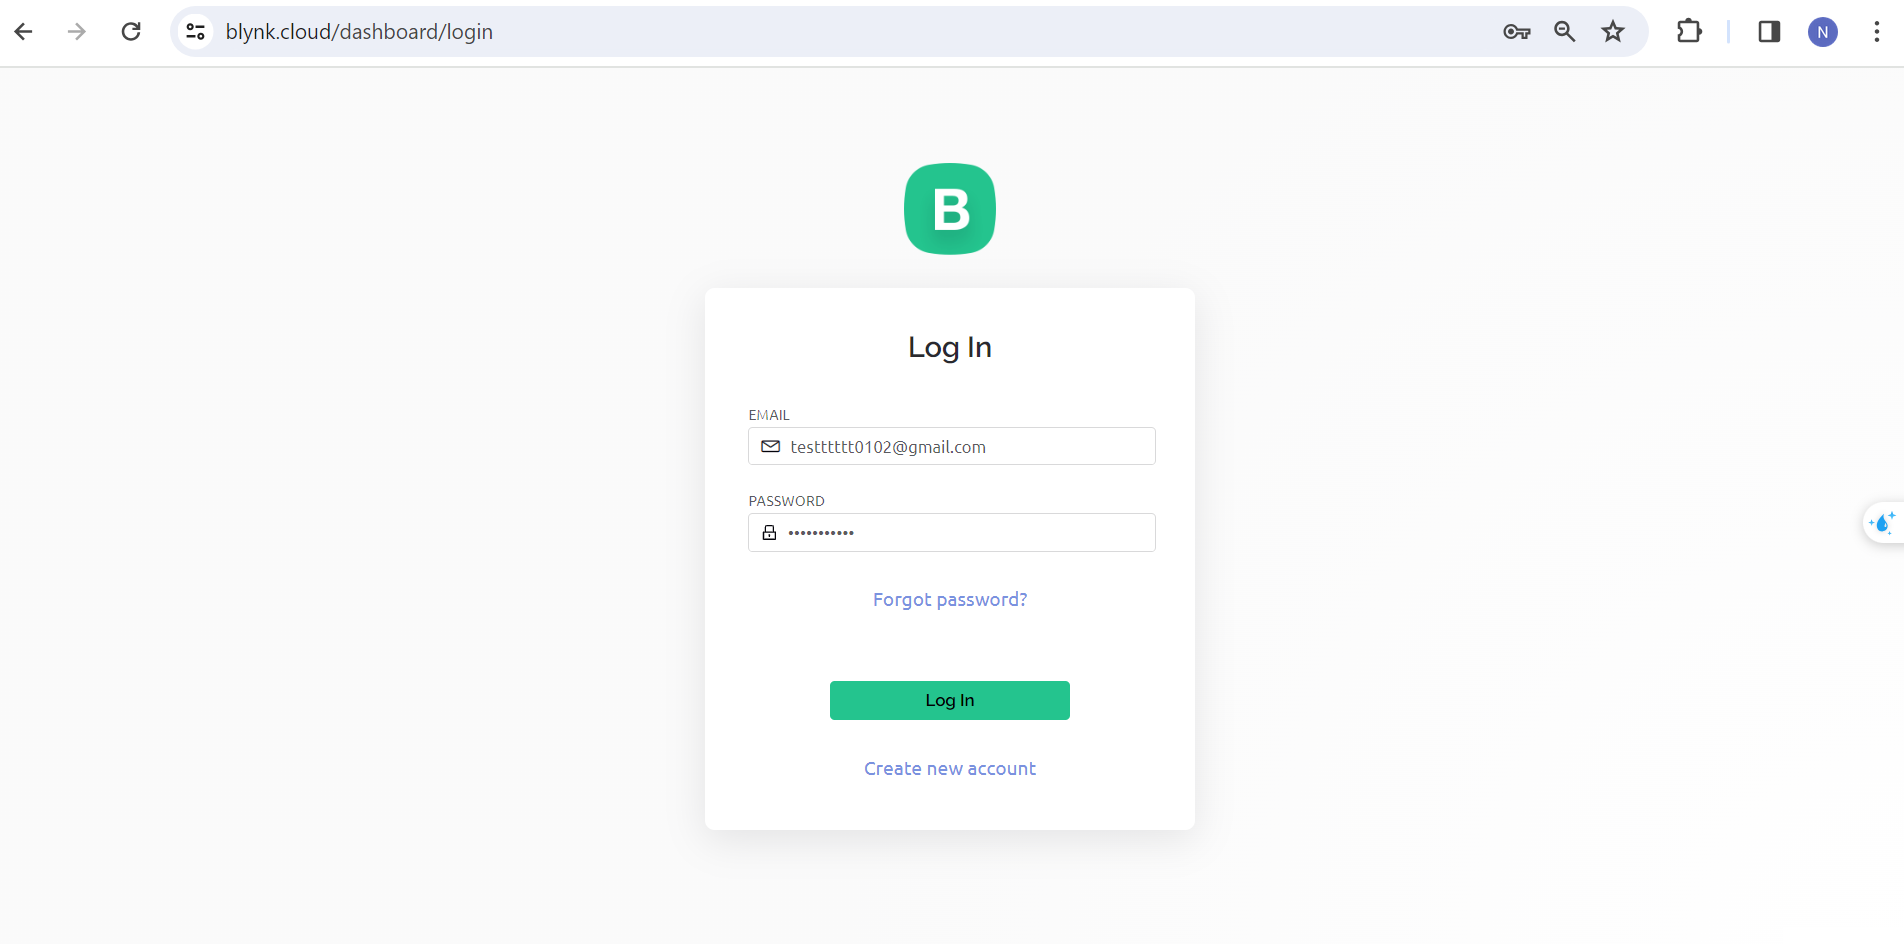 blynk.cloud/dashboard/login
N
B
Log In
EMAIL
testttttt0102@gmail.com
PASSWORD
•••••••••••
Forgot password?
Log In
Create new account